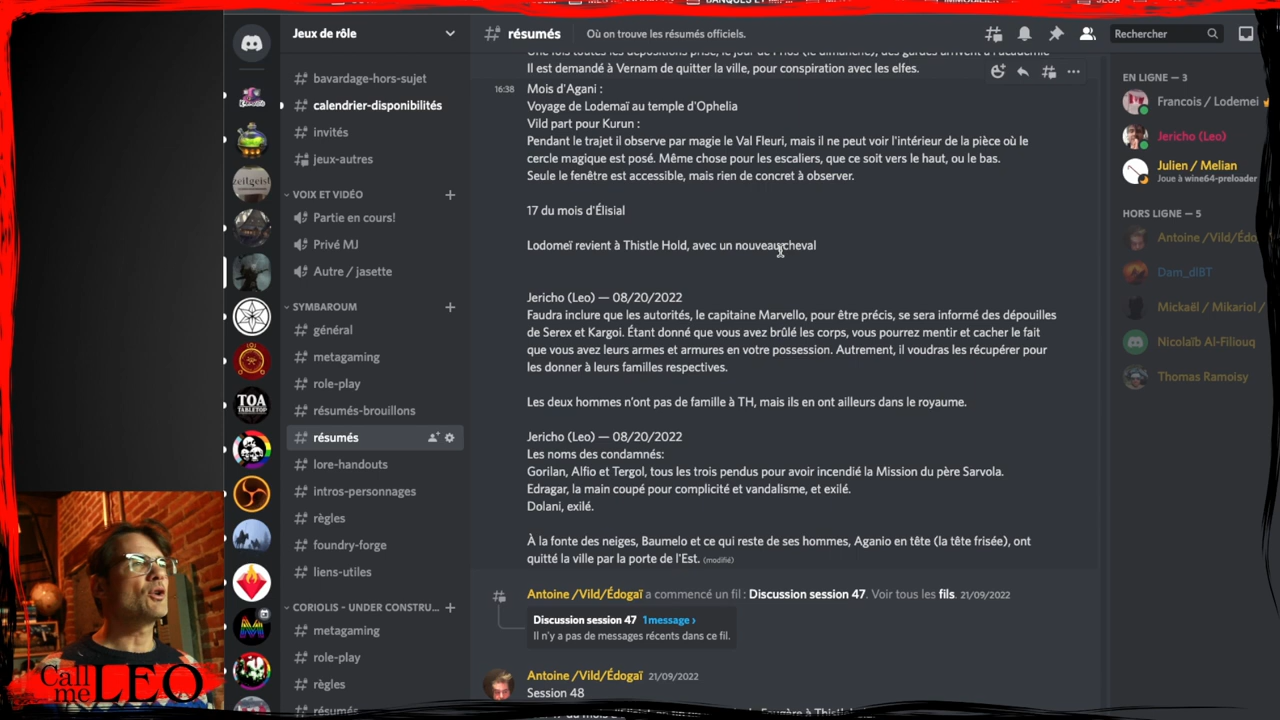 Jeux de rôle
résumés
Où on trouve les résumés officiels.
Rechercher
bavardage-hors-sujet
calendrier-disponibilités
invités
jeux-autres
VOIX ET VIDÉO
Partie en cours!
Privé MJ
Autre / jasette
SYMBAROUM
général
metagaming
role-play
résumés-brouillons
résumés
lore-handouts
intros-personnages
règles
foundry-forge
liens-utiles
CORIOLIS - UNDER CONSTRU...
metagaming
role-play
règles
résumés
Il est demandé à Vernam de quitter la ville, pour conspiration avec les elfes.
16:38
Mois d'Agani :
Voyage de Lodemaï au temple d'Ophelia
Vild part pour Kurun :
Pendant le trajet il observe par magie le Val Fleuri, mais il ne peut voir l'intérieur de la pièce où le
cercle magique est posé. Même chose pour les escaliers, que ce soit vers le haut, ou le bas.
Seule le fenêtre est accessible, mais rien de concret à observer.
17 du mois d'Élisial
Lodomeï revient à Thistle Hold, avec un nouveau cheval
Jericho (Leo) — 08/20/2022
Faudra inclure que les autorités, le capitaine Marvello, pour être précis, se sera informé des dépouilles
de Serex et Kargoi. Étant donné que vous avez brûlé les corps, vous pourrez mentir et cacher le fait
que vous avez leurs armes et armures en votre possession. Autrement, il voudras les récupérer pour
les donner à leurs familles respectives.
Les deux hommes n'ont pas de famille à TH, mais ils en ont ailleurs dans le royaume.
Jericho (Leo) — 08/20/2022
Les noms des condamnés:
Gorilan, Alfio et Tergol, tous les trois pendus pour avoir incendié la Mission du père Sarvola.
Edragar, la main coupé pour complicité et vandalisme, et exilé.
Dolani, exilé.
À la fonte des neiges, Baumelo et ce qui reste de ses hommes, Aganio en tête (la tête frisée), ont
quitté la ville par la porte de l'Est. (modifié)
Antoine /Vild/Édogaï a commencé un fil : Discussion session 47. Voir tous les fils. 21/09/2022
Discussion session 47 1 message ›
Il n'y a pas de messages récents dans ce fil.
Antoine /Vild/Édogaï 21/09/2022
Session 48
EN LIGNE — 3
Francois / Lodemei
Jericho (Leo)
Julien / Melian
Joue à wine64-preloader
HORS LIGNE — 5
Antoine /Vild/Édo
Dam_dlBT
Mickaël / Mikariol /
Nicolaïb Al-Filiouq
Thomas Ramoisy
zeitgeist
TOA
TABLETOP
Call
me LEO